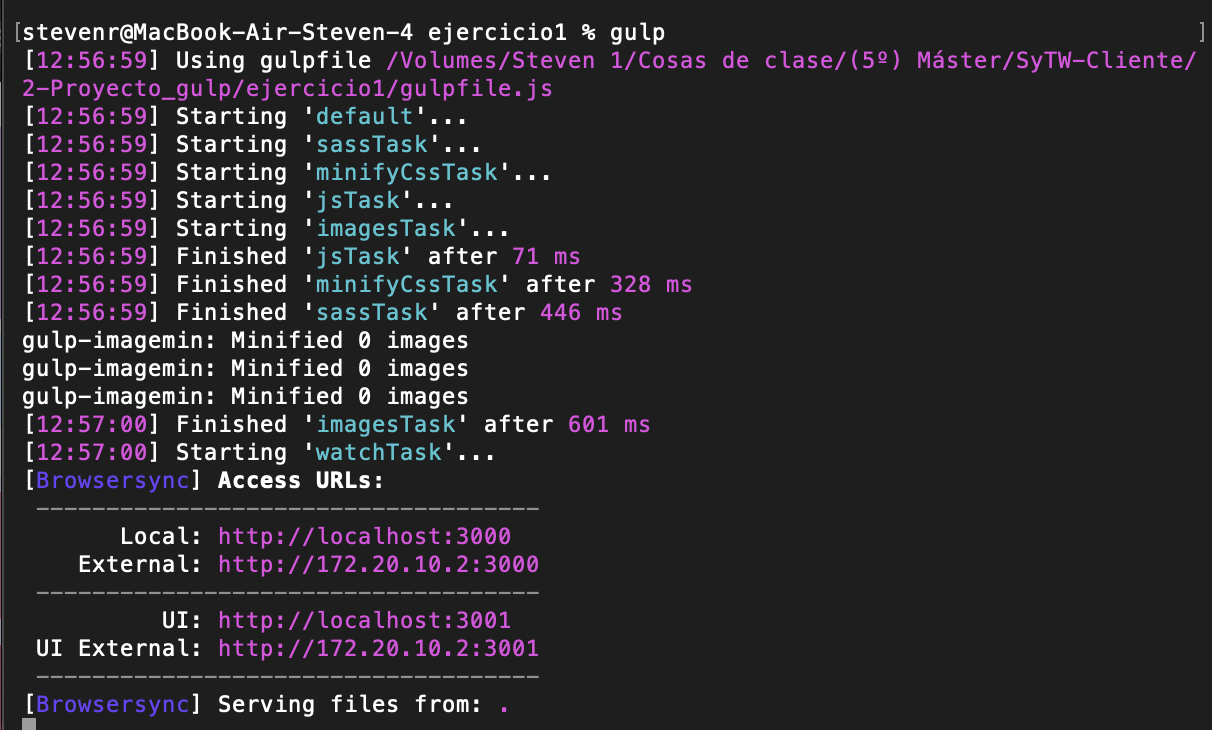 [stevenr@MacBook-Air-Steven-4 ejercicio1 % gulp ]
[12:56:59] Using gulpfile /Volumes/Steven 1/Cosas de clase/(5º) Máster/SyTW-Cliente/
2-Proyecto_gulp/ejercicio1/gulpfile.js
[12:56:59] Starting 'default'...
[12:56:59] Starting 'sassTask'...
[12:56:59] Starting 'minifyCssTask'...
[12:56:59] Starting 'jsTask'...
[12:56:59] Starting 'imagesTask'...
[12:56:59] Finished 'jsTask' after 71 ms
[12:56:59] Finished 'minifyCssTask' after 328 ms
[12:56:59] Finished 'sassTask' after 446 ms
gulp-imagemin: Minified 0 images
gulp-imagemin: Minified 0 images
gulp-imagemin: Minified 0 images
[12:57:00] Finished 'imagesTask' after 601 ms
[12:57:00] Starting 'watchTask'...
[Browsersync] Access URLs:
------------------------------------
Local: http://localhost:3000
External: http://172.20.10.2:3000
------------------------------------
UI: http://localhost:3001
UI External: http://172.20.10.2:3001
------------------------------------
[Browsersync] Serving files from: .